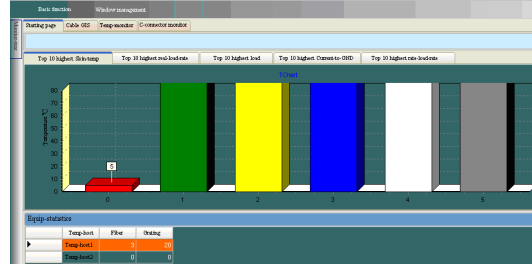 Basic function Window management
Starting page Cable GIS Temp-monitor C-connector monitor
Top 10 highest Skin-temp Top 10 highest real-load-rate Top 10 highest load Top 10 highest Current-to-GND Top 10 highest rate-load-rate
TChart
Temperature/℃
80
70
60
50
40
30
20
10
0
5
0 1 2 3 4 5
Equip-statistics
Temp-host Fiber Grating
Temp-host1 3 20
Temp-host2 0 0